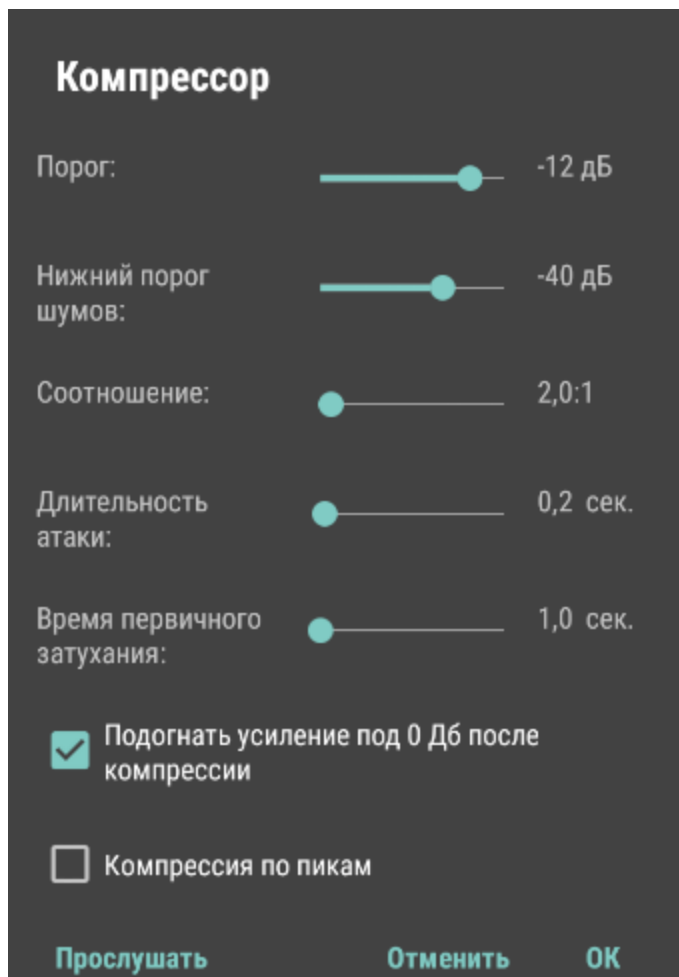 Компрессор
Порог:
-12 дБ
Нижний порог
шумов:
-40 дБ
Соотношение:
2,0:1
Длительность
атаки:
0,2 сек.
Время первичного
затухания:
1,0 сек.
Подогнать усиление под 0 Дб после
компрессии
Компрессия по пикам
Прослушать
Отменить
ОК